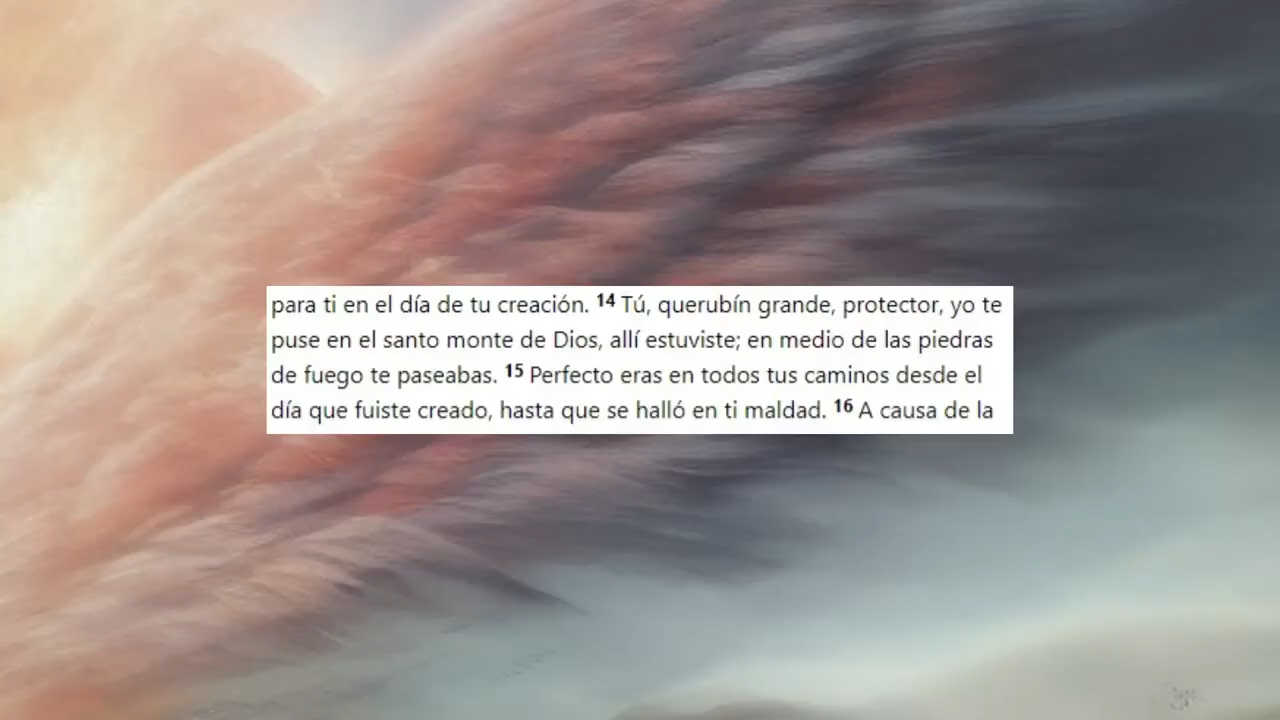 para ti en el día de tu creación. 14 Tú, querubín grande, protector, yo te
puse en el santo monte de Dios, allí estuviste; en medio de las piedras
de fuego te paseabas. 15 Perfecto eras en todos tus caminos desde el
día que fuiste creado, hasta que se halló en ti maldad. 16 A causa de la